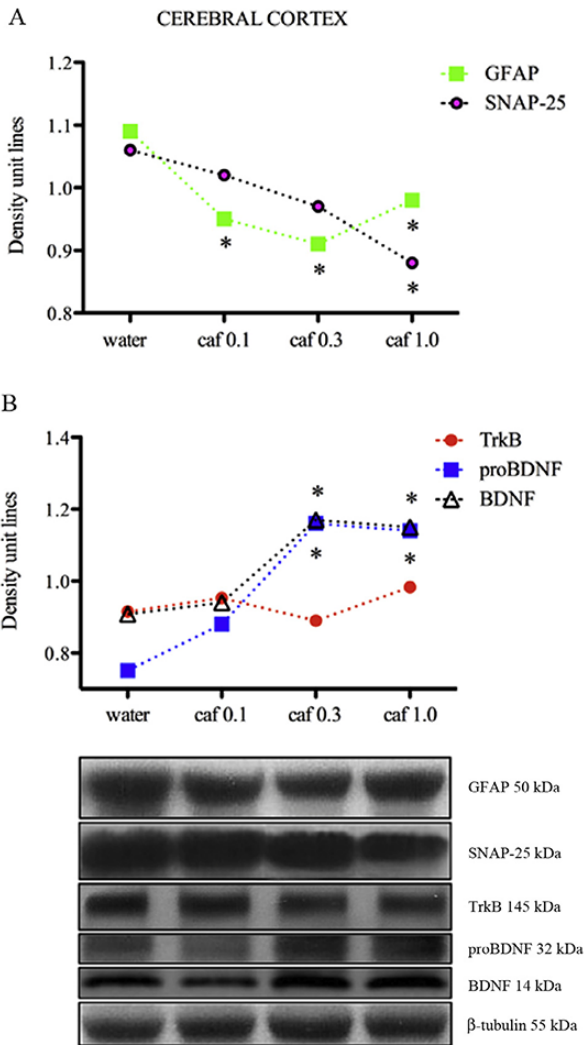 A
CEREBRAL CORTEX
1.2
1.1
1.0
0.9
0.8
Density unit lines
GFAP
SNAP-25
*
*
*
*
water
caf 0.1
caf 0.3
caf 1.0
B
1.4
1.2
1.0
0.8
Density unit lines
TrkB
proBDNF
BDNF
*
*
*
*
water
caf 0.1
caf 0.3
caf 1.0
GFAP 50 kDa
SNAP-25 kDa
TrkB 145 kDa
proBDNF 32 kDa
BDNF 14 kDa
β-tubulin 55 kDa